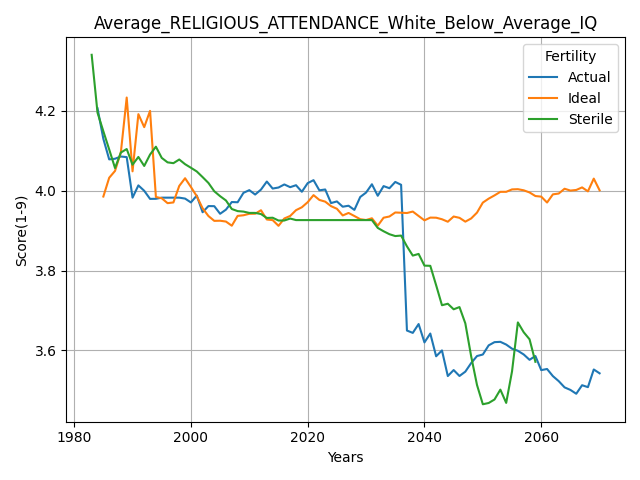 Average_RELIGIOUS_ATTENDANCE_White_Below_Average_IQ
Fertility
Actual
Ideal
Sterile
4.2
4.0
3.8
3.6
Score(1-9)
1980
2000
2020
2040
2060
Years